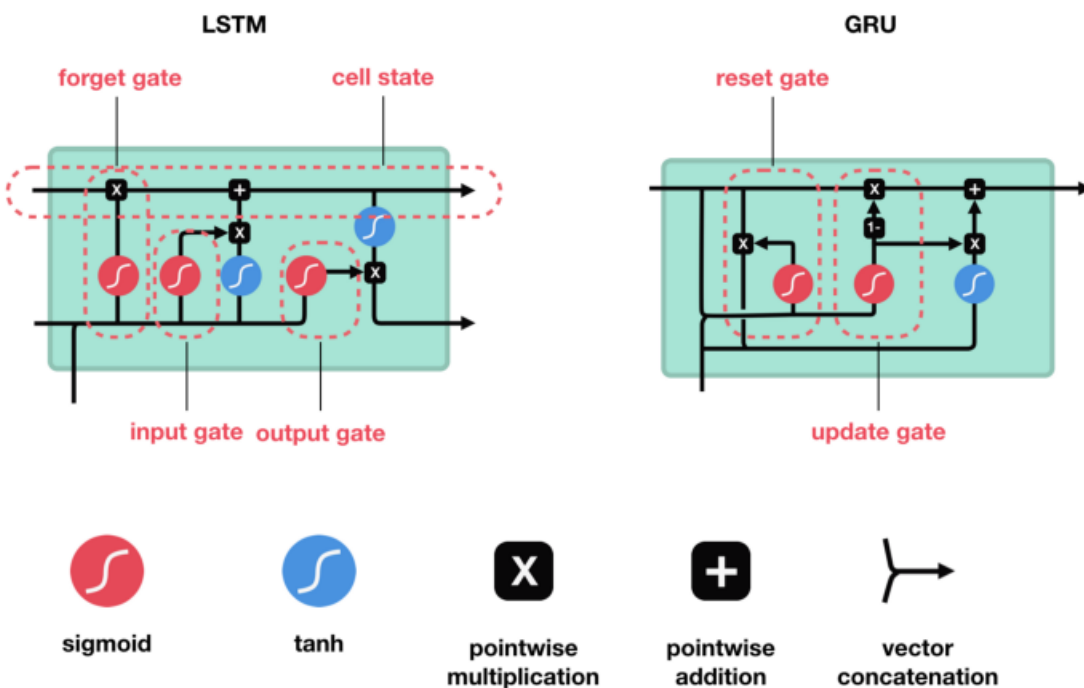 LSTM
GRU
forget gate
cell state
reset gate
x
+
x
x
x
+
1-
x
x
input gate
output gate
update gate
X
+
sigmoid
tanh
pointwise
multiplication
pointwise
addition
vector
concatenation